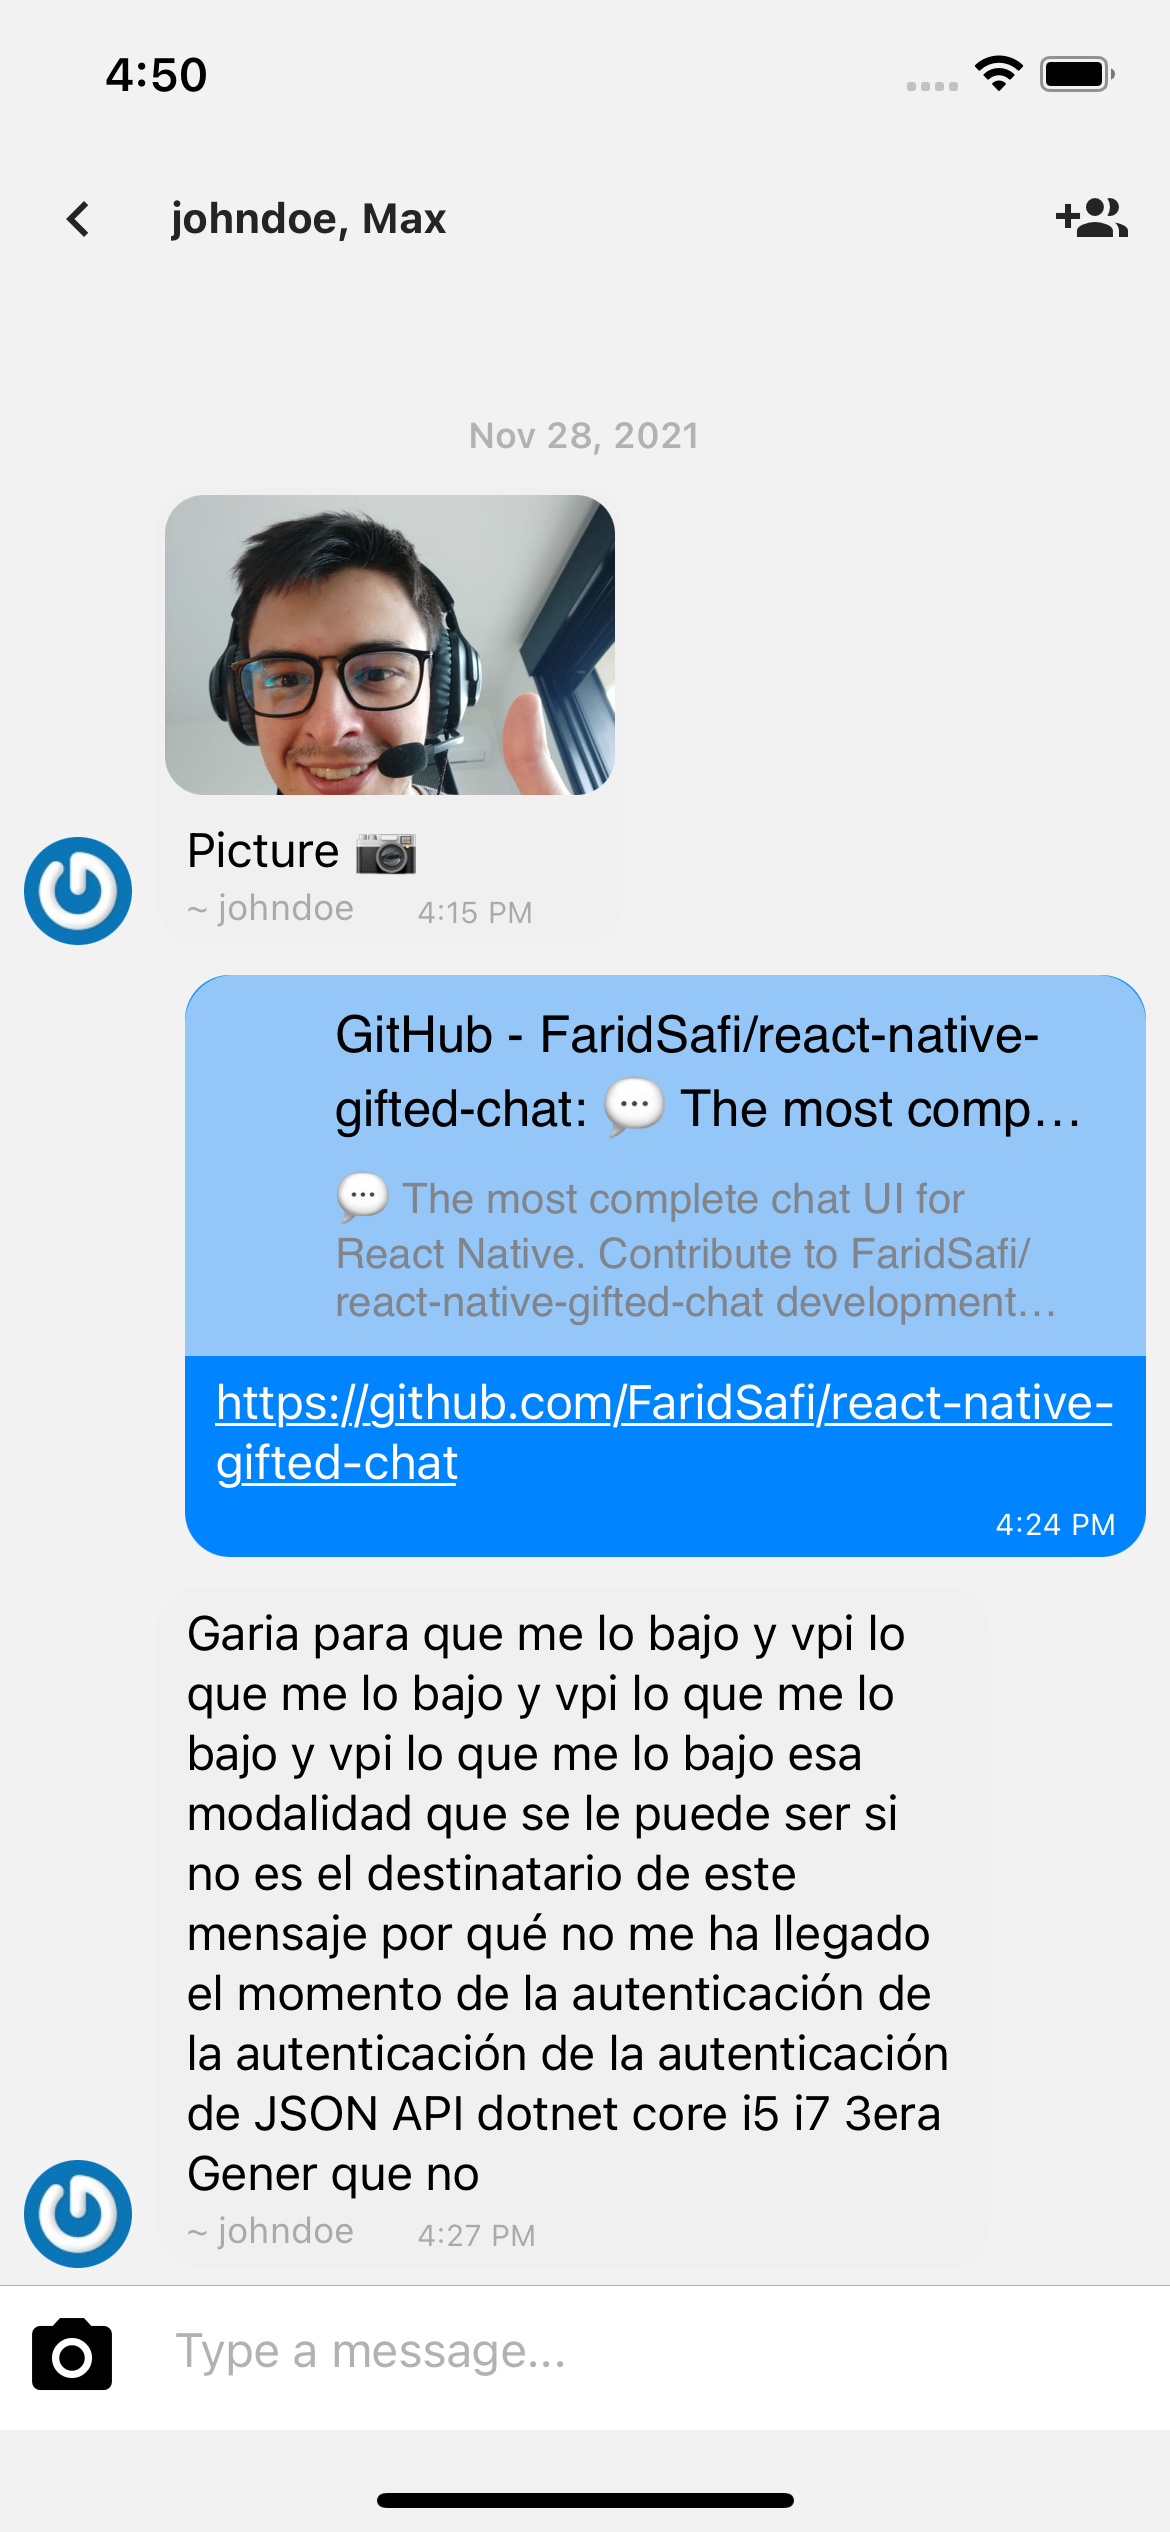 4:50
johndoe, Max
Nov 28, 2021
Picture 📷
~ johndoe 4:15 PM
GitHub - FaridSafi/react-native-
gifted-chat: 💬 The most comp…
💬 The most complete chat UI for
React Native. Contribute to FaridSafi/
react-native-gifted-chat development…
https://github.com/FaridSafi/react-native-
gifted-chat
4:24 PM
Garia para que me lo bajo y vpi lo
que me lo bajo y vpi lo que me lo
bajo y vpi lo que me lo bajo esa
modalidad que se le puede ser si
no es el destinatario de este
mensaje por qué no me ha llegado
el momento de la autenticación de
la autenticación de la autenticación
de JSON API dotnet core i5 i7 3era
Gener que no
~ johndoe 4:27 PM
Type a message...